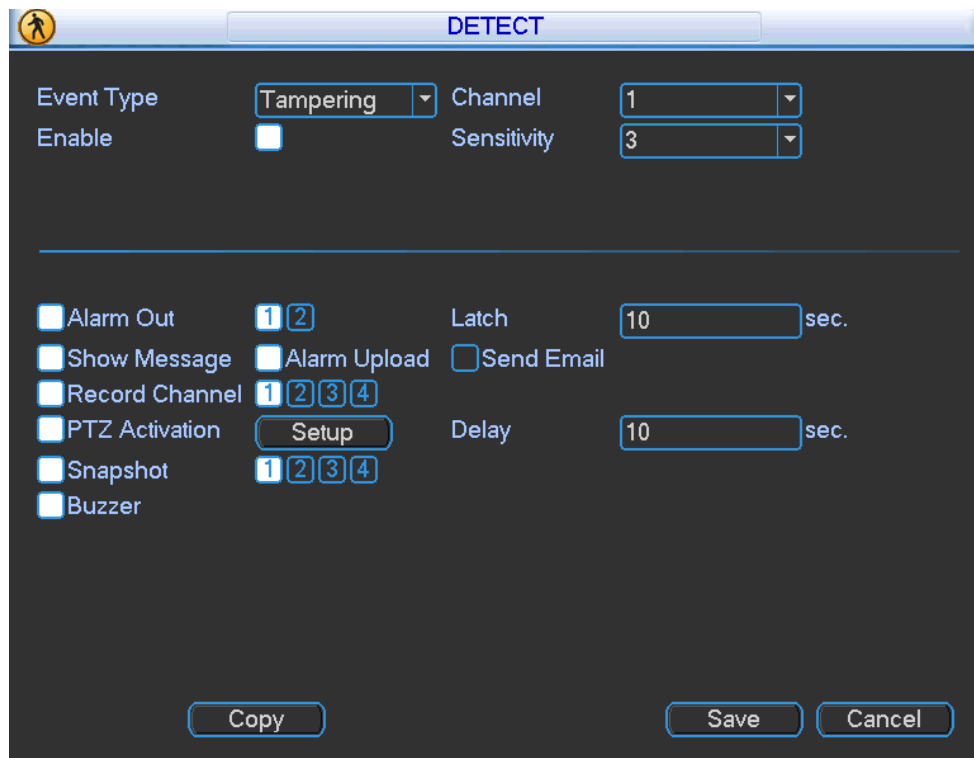 DETECT
Event Type Tampering Channel 1
Enable Sensitivity 3
Alarm Out 1 2 Latch 10 sec.
Show Message Alarm Upload Send Email
Record Channel 1 2 3 4
PTZ Activation Setup Delay 10 sec.
Snapshot 1 2 3 4
Buzzer
Copy Save Cancel